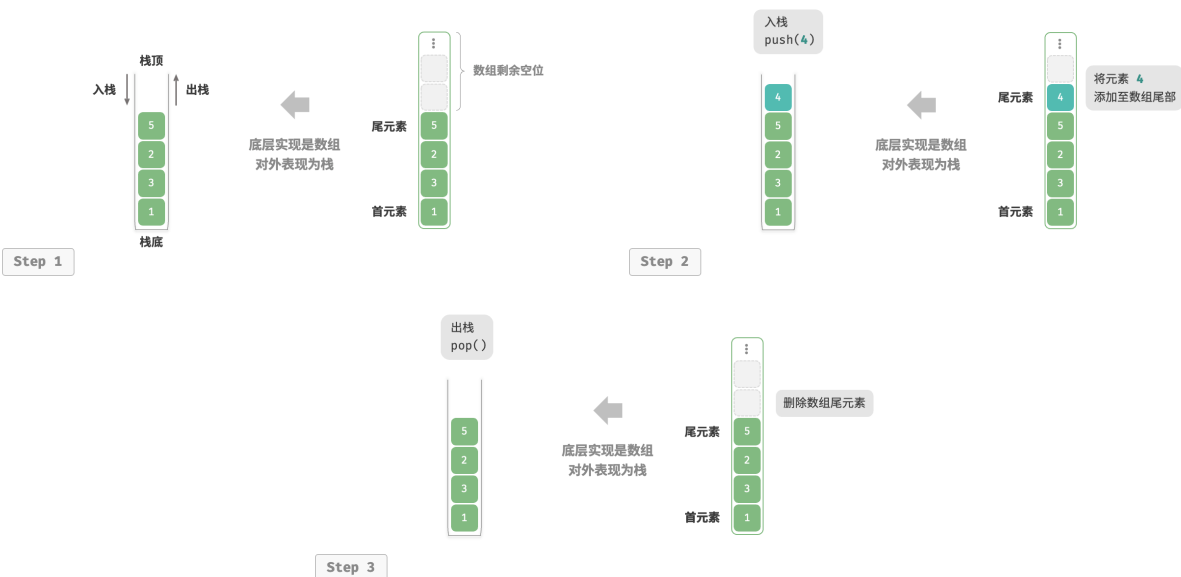 栈顶
入栈
出栈
5
2
3
1
栈底
底层实现是数组
对外表现为栈
⋮
数组剩余空位
尾元素
5
2
3
首元素
1
Step 1
入栈
push(4)
4
5
2
3
1
底层实现是数组
对外表现为栈
⋮
尾元素
4
将元素 4
添加至数组尾部
5
2
3
首元素
1
Step 2
出栈
pop()
5
2
3
1
底层实现是数组
对外表现为栈
⋮
删除数组尾元素
尾元素
5
2
3
首元素
1
Step 3